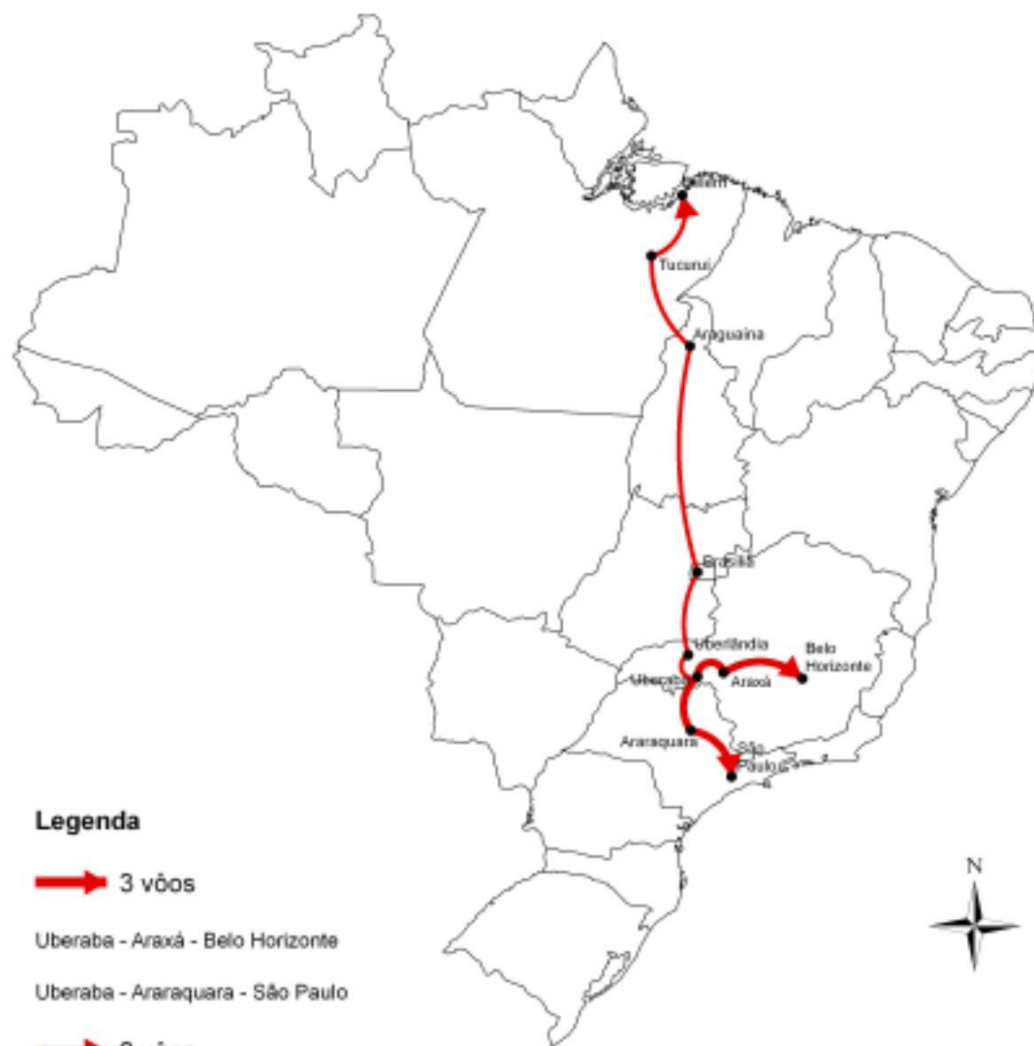 Belém
Tucuruí
Araguaína
Brasília
Uberlândia
Belo
Horizonte
Uberaba
Araxá
Araraquara
São
Paulo
Legenda
3 vôos
N
Uberaba - Araxá - Belo Horizonte
Uberaba - Araraquara - São Paulo